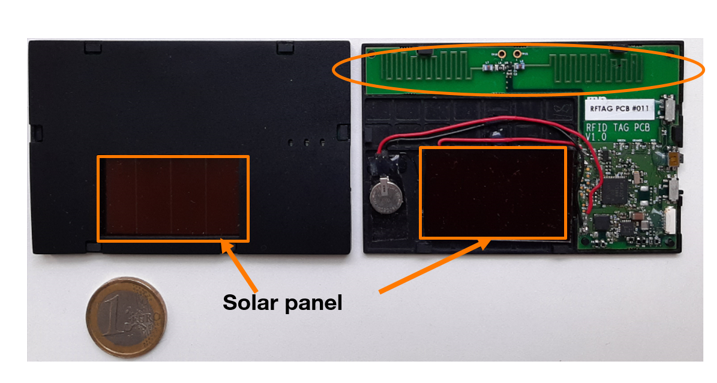 RFTAG PCB #011
RFID TAG PCB
V1.0
Solar panel
1